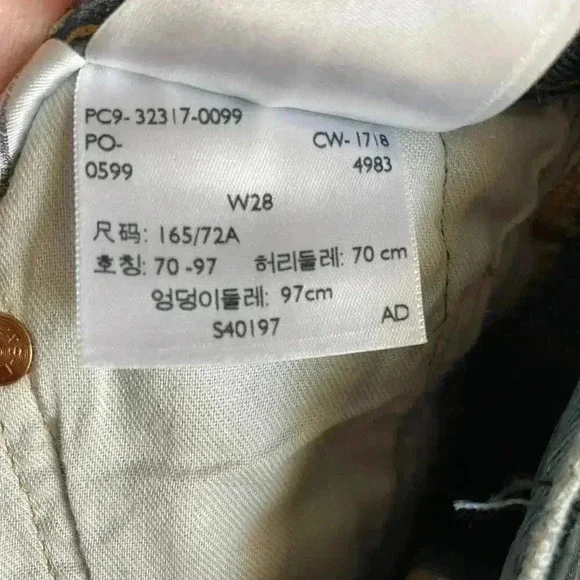 PC9- 32317-0099
PO- CW- 1718
0599 4983
W28
尺码: 165/72A
호칭: 70 -97 허리둘레: 70 cm
엉덩이둘레: 97cm
S40197 AD